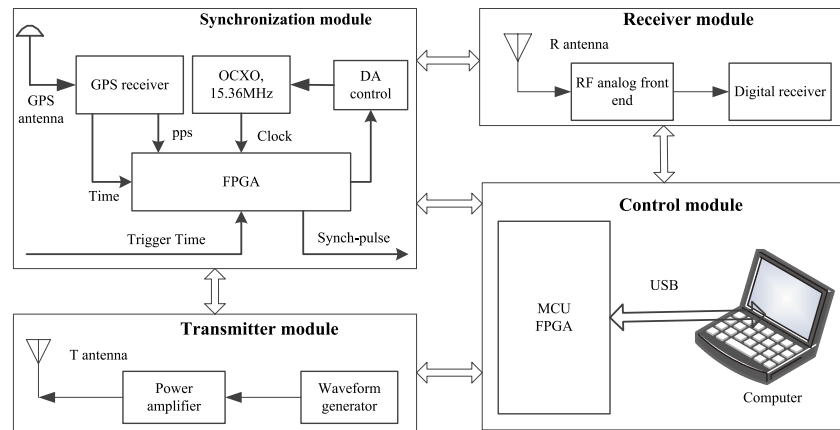 Synchronization module
GPS receiver
OCXO,
15.36MHz
DA
control
GPS
antenna
pps
Clock
Time
FPGA
Trigger Time
Synch-pulse
Receiver module
R antenna
RF analog front
end
Digital receiver
Transmitter module
T antenna
Power
amplifier
Waveform
generator
Control module
MCU
FPGA
USB
Computer